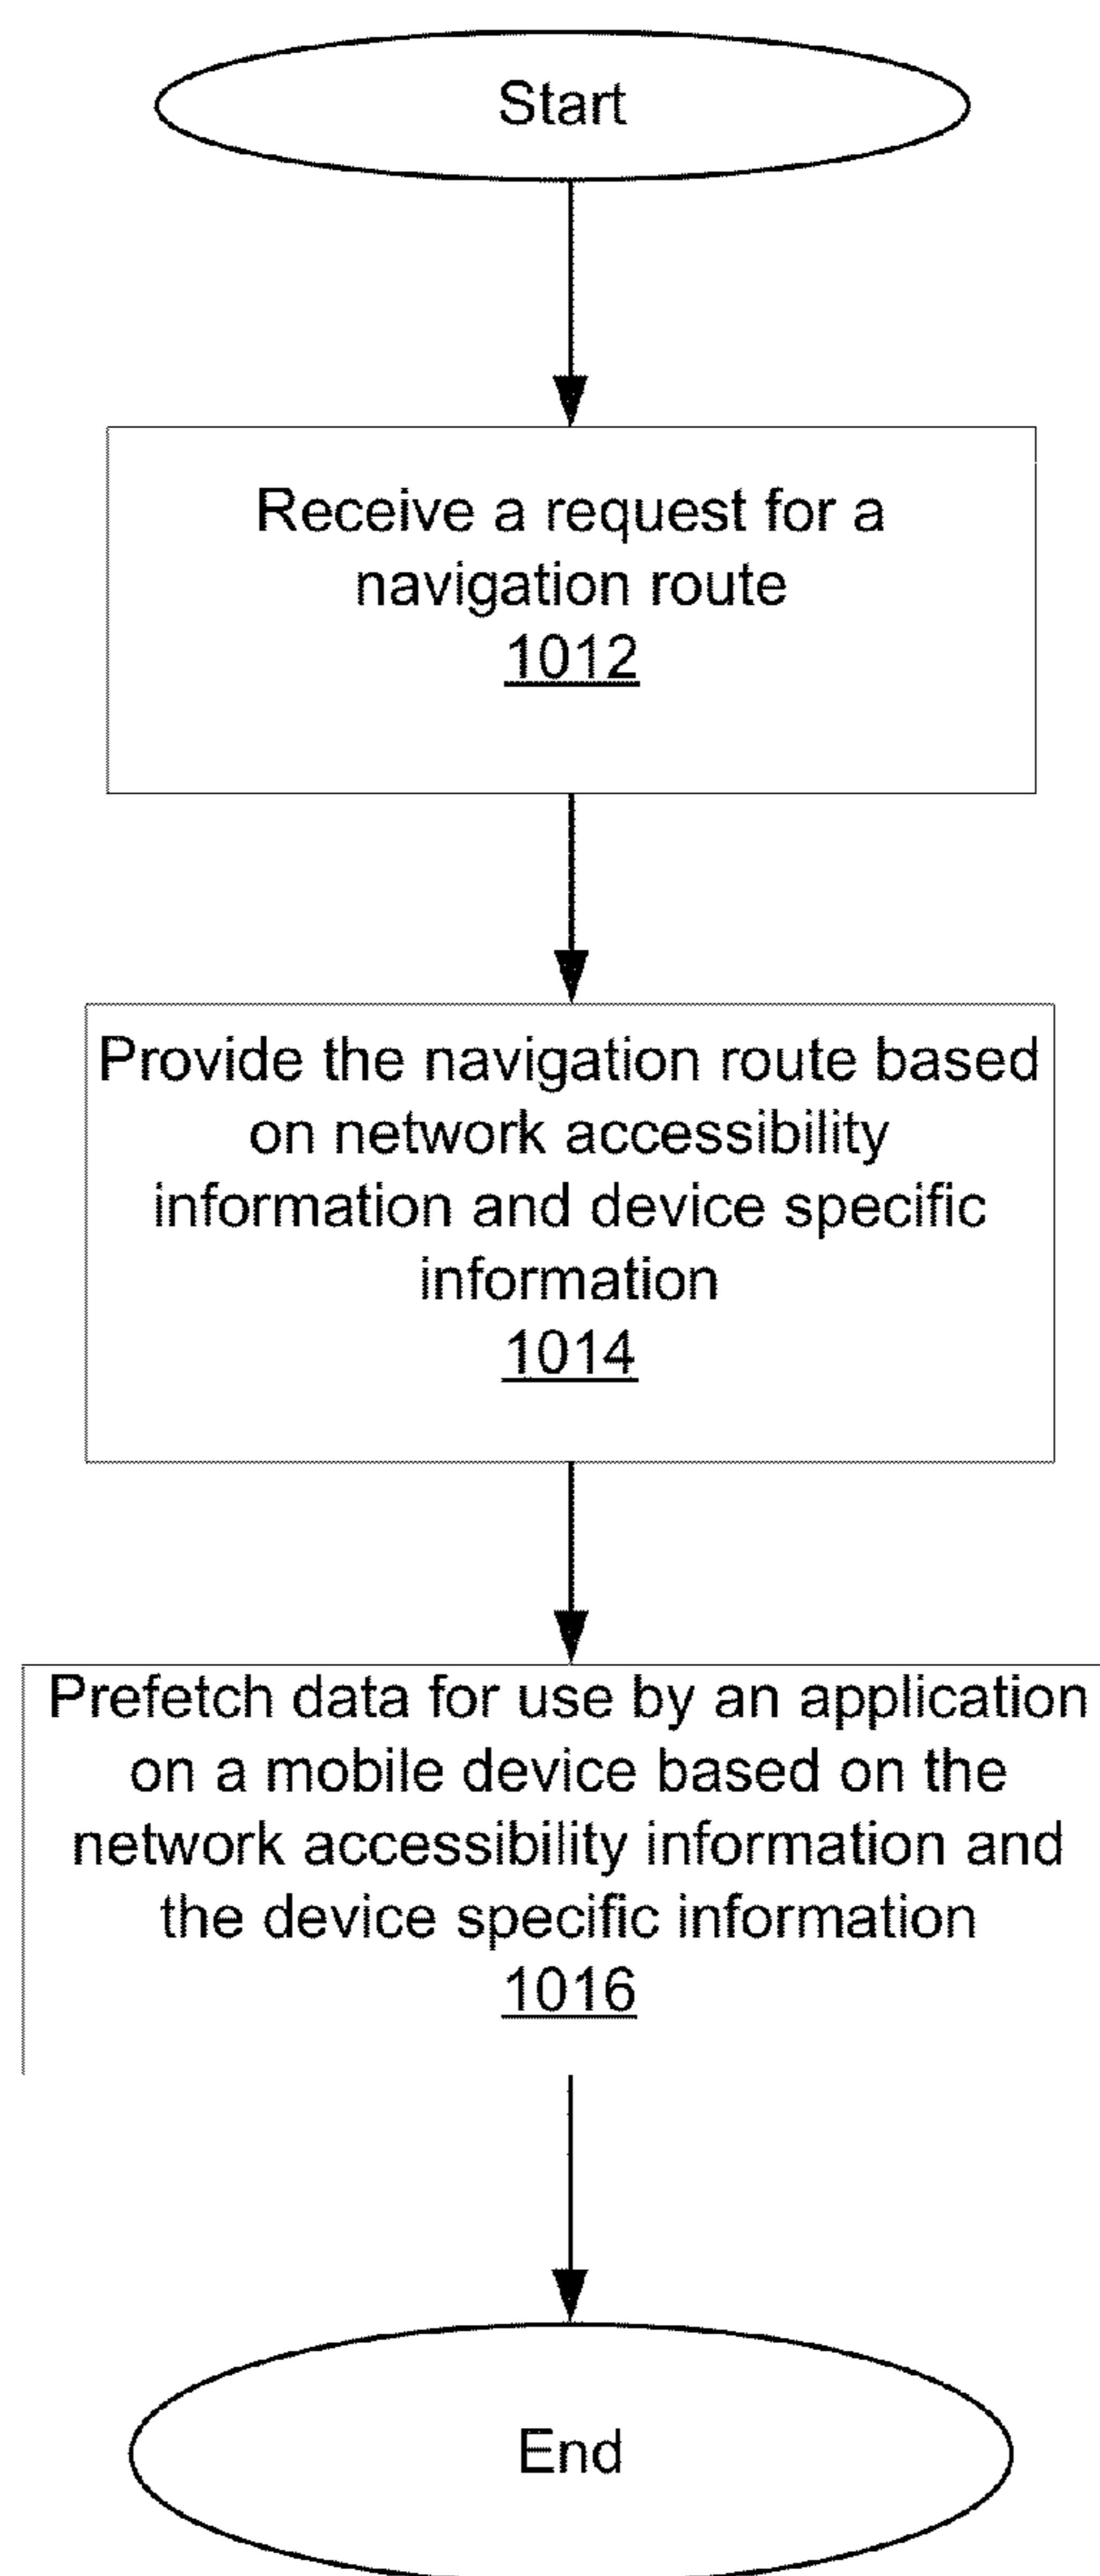 Start
Receive a request for a
navigation route
1012
Provide the navigation route based
on network accessibility
information and device specific
information
1014
Prefetch data for use by an application
on a mobile device based on the
network accessibility information and
the device specific information
1016
End